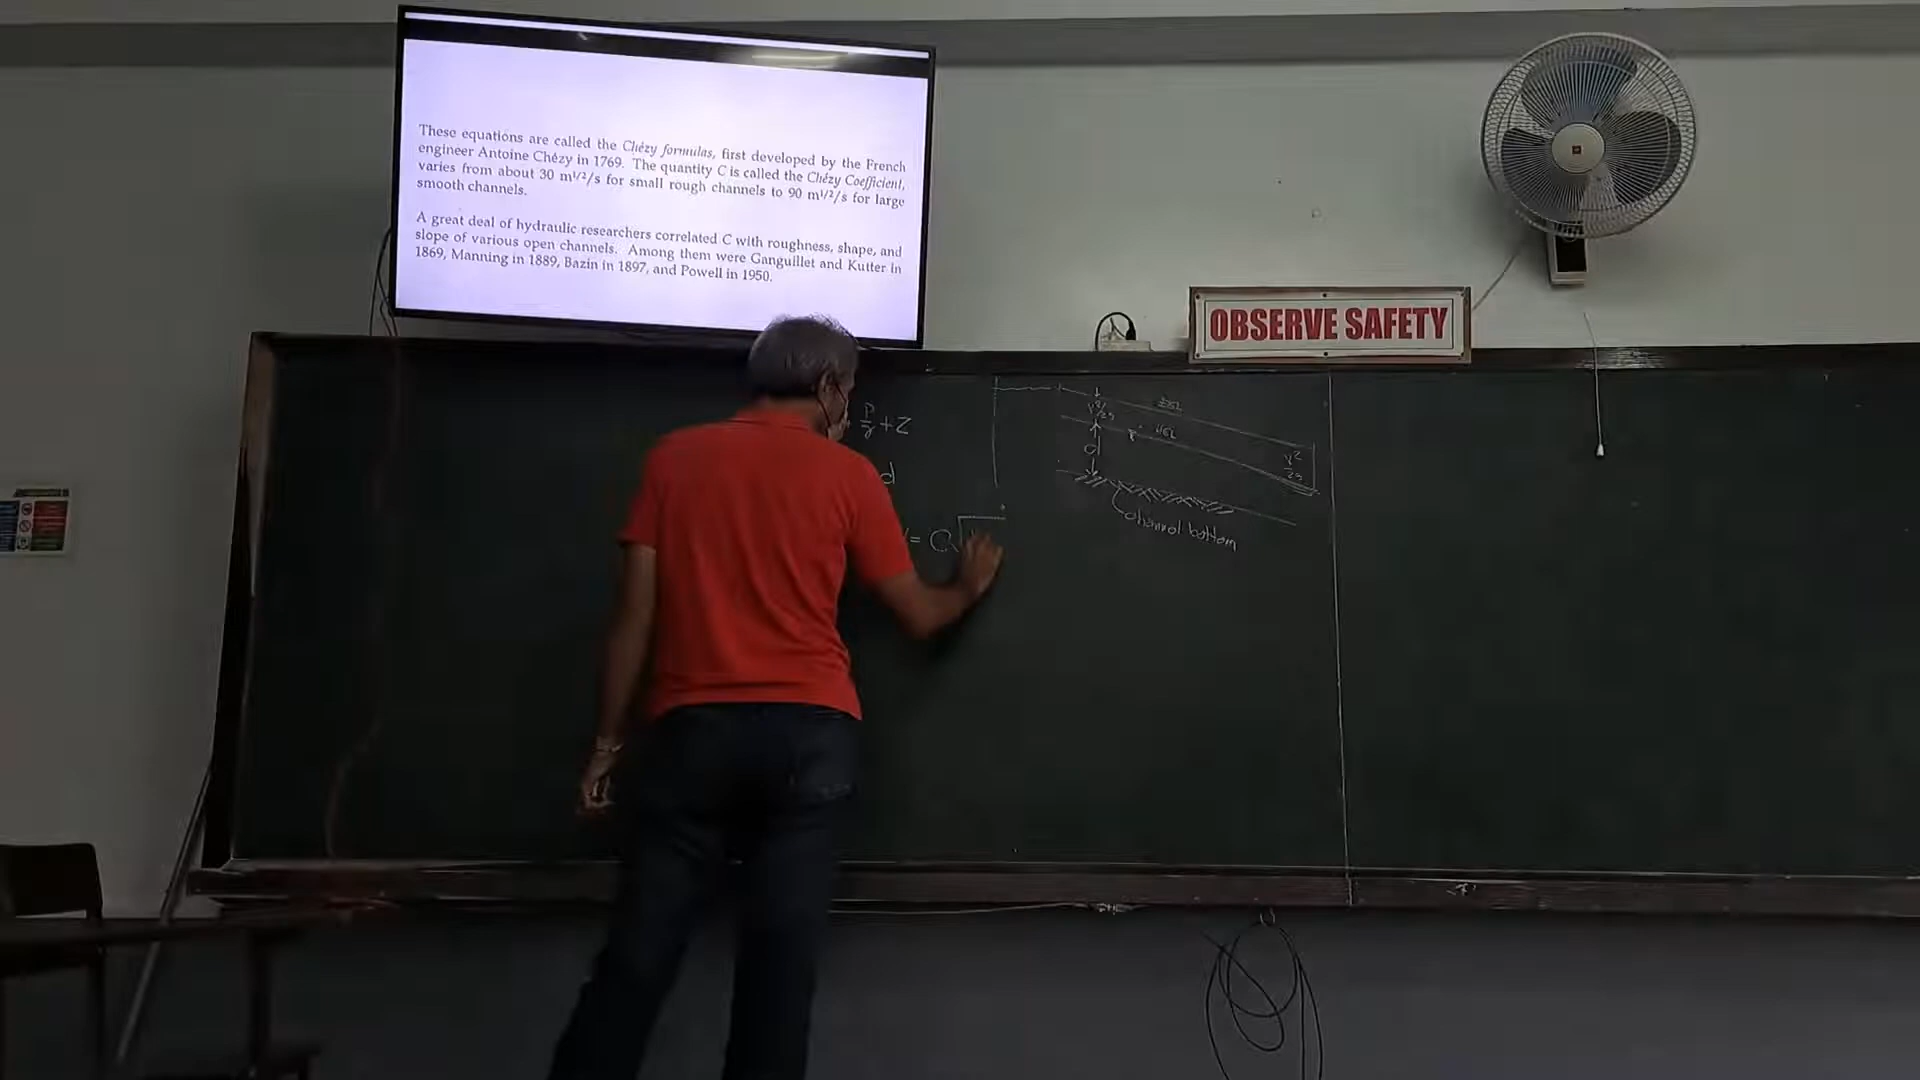 These equations are called the Chézy formulas, first developed by the French
engineer Antoine Chézy in 1769. The quantity C is called the Chézy Coefficient,
varies from about 30 m¹/²/s for small rough channels to 90 m¹/²/s for large
smooth channels.
A great deal of hydraulic researchers correlated C with roughness, shape, and
slope of various open channels. Among them were Ganguillet and Kutter in
1869, Manning in 1889, Bazin in 1897, and Powell in 1950.
OBSERVE SAFETY
P/γ + Z
d
= C√
EGL
V²/2g
HGL
d
V²/2g
channel bottom